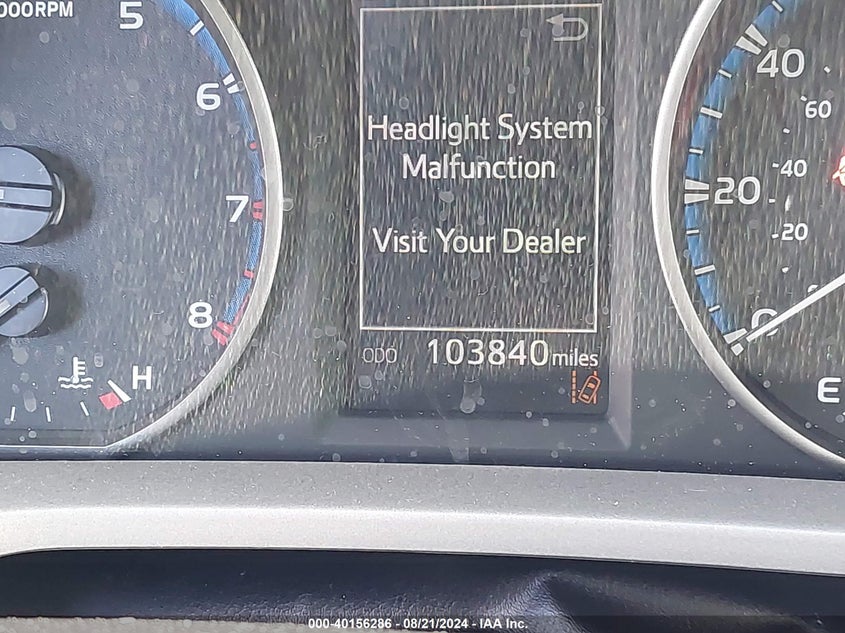 000RPM
5
6
7
8
H
Headlight System
Malfunction
Visit Your Dealer
ODO 103840 miles
40
60
40
20
20
0
E
000-40156286 - 08/21/2024 - IAA Inc.